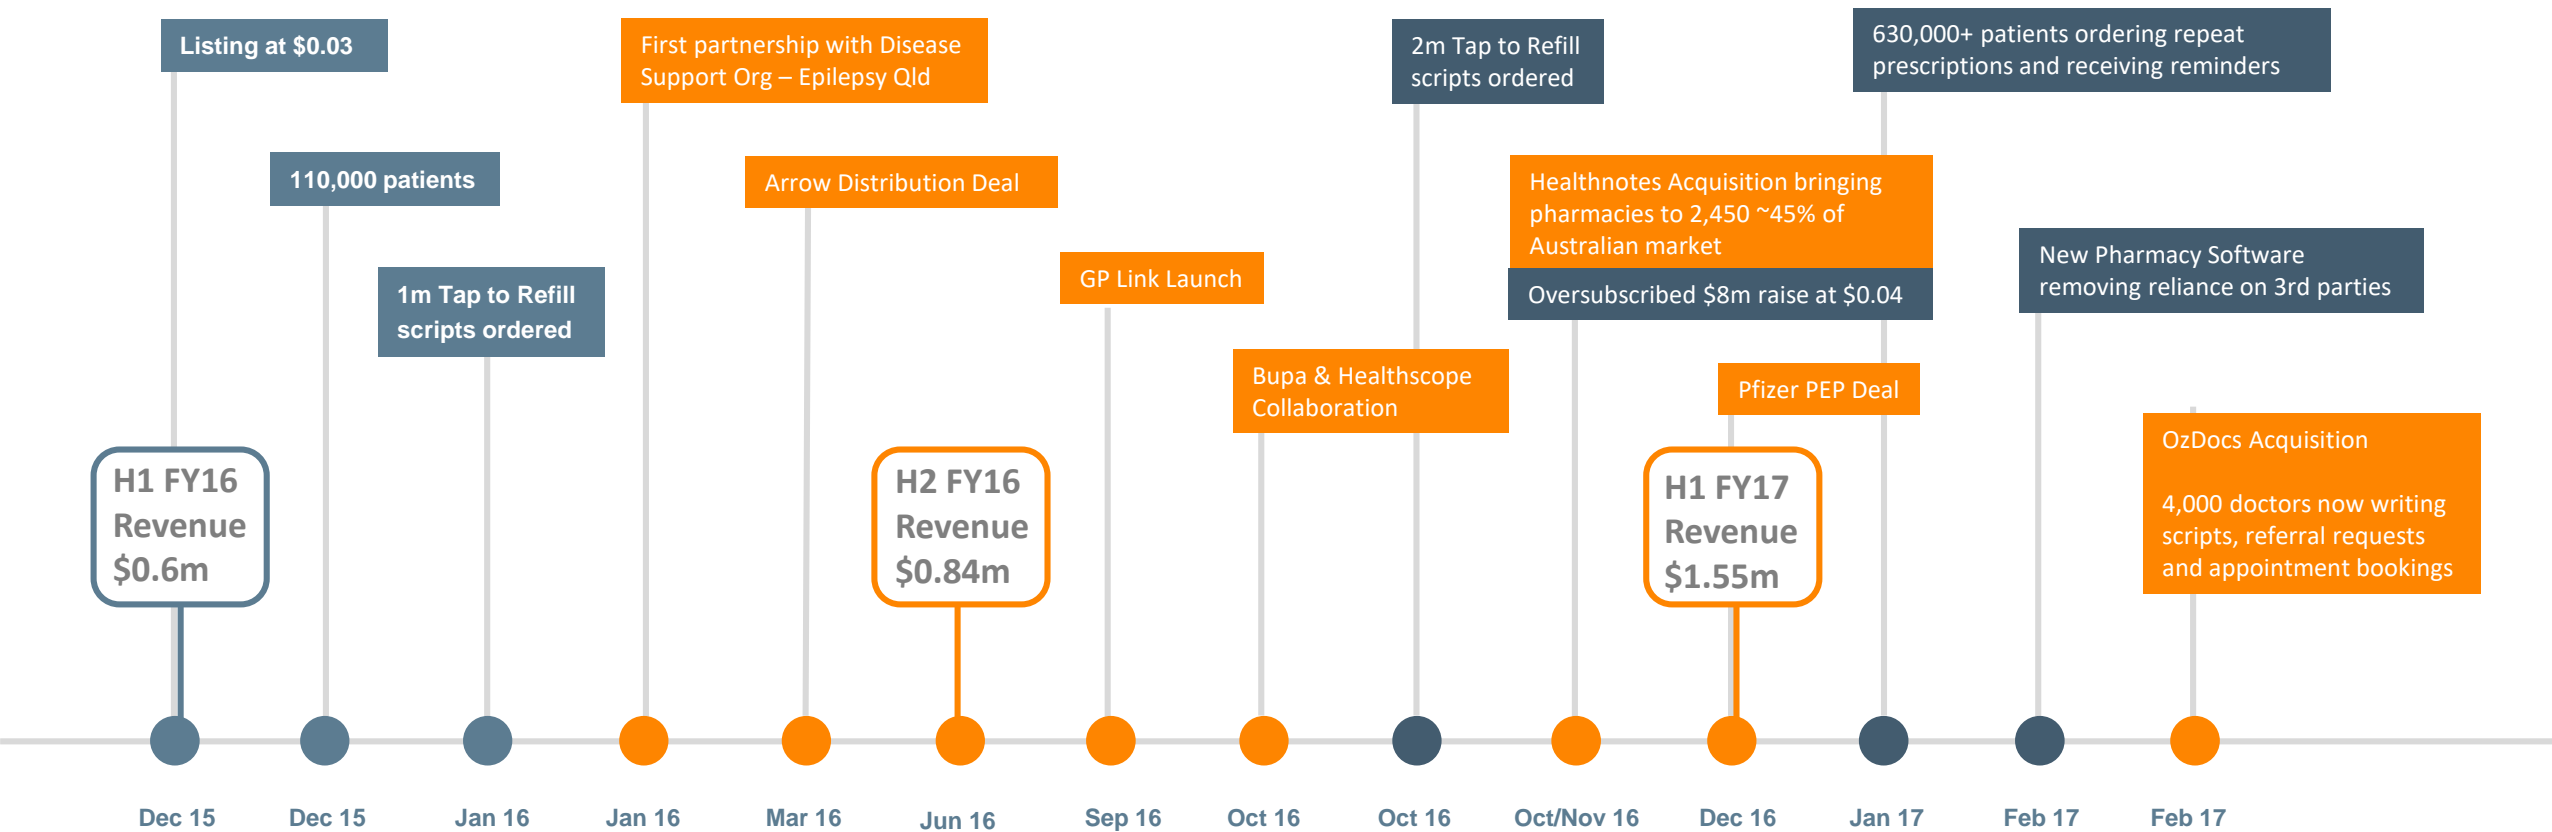 Listing at $0.03
110,000 patients
1m Tap to Refill
scripts ordered
First partnership with Disease
Support Org – Epilepsy Qld
Arrow Distribution Deal
GP Link Launch
Bupa & Healthscope
Collaboration
2m Tap to Refill
scripts ordered
Healthnotes Acquisition bringing
pharmacies to 2,450 ~45% of
Australian market
Oversubscribed $8m raise at $0.04
Pfizer PEP Deal
630,000+ patients ordering repeat
prescriptions and receiving reminders
New Pharmacy Software
removing reliance on 3rd parties
OzDocs Acquisition
4,000 doctors now writing
scripts, referral requests
and appointment bookings
H1 FY16
Revenue
$0.6m
H2 FY16
Revenue
$0.84m
H1 FY17
Revenue
$1.55m
Dec 15
Dec 15
Jan 16
Jan 16
Mar 16
Jun 16
Sep 16
Oct 16
Oct 16
Oct/Nov 16
Dec 16
Jan 17
Feb 17
Feb 17